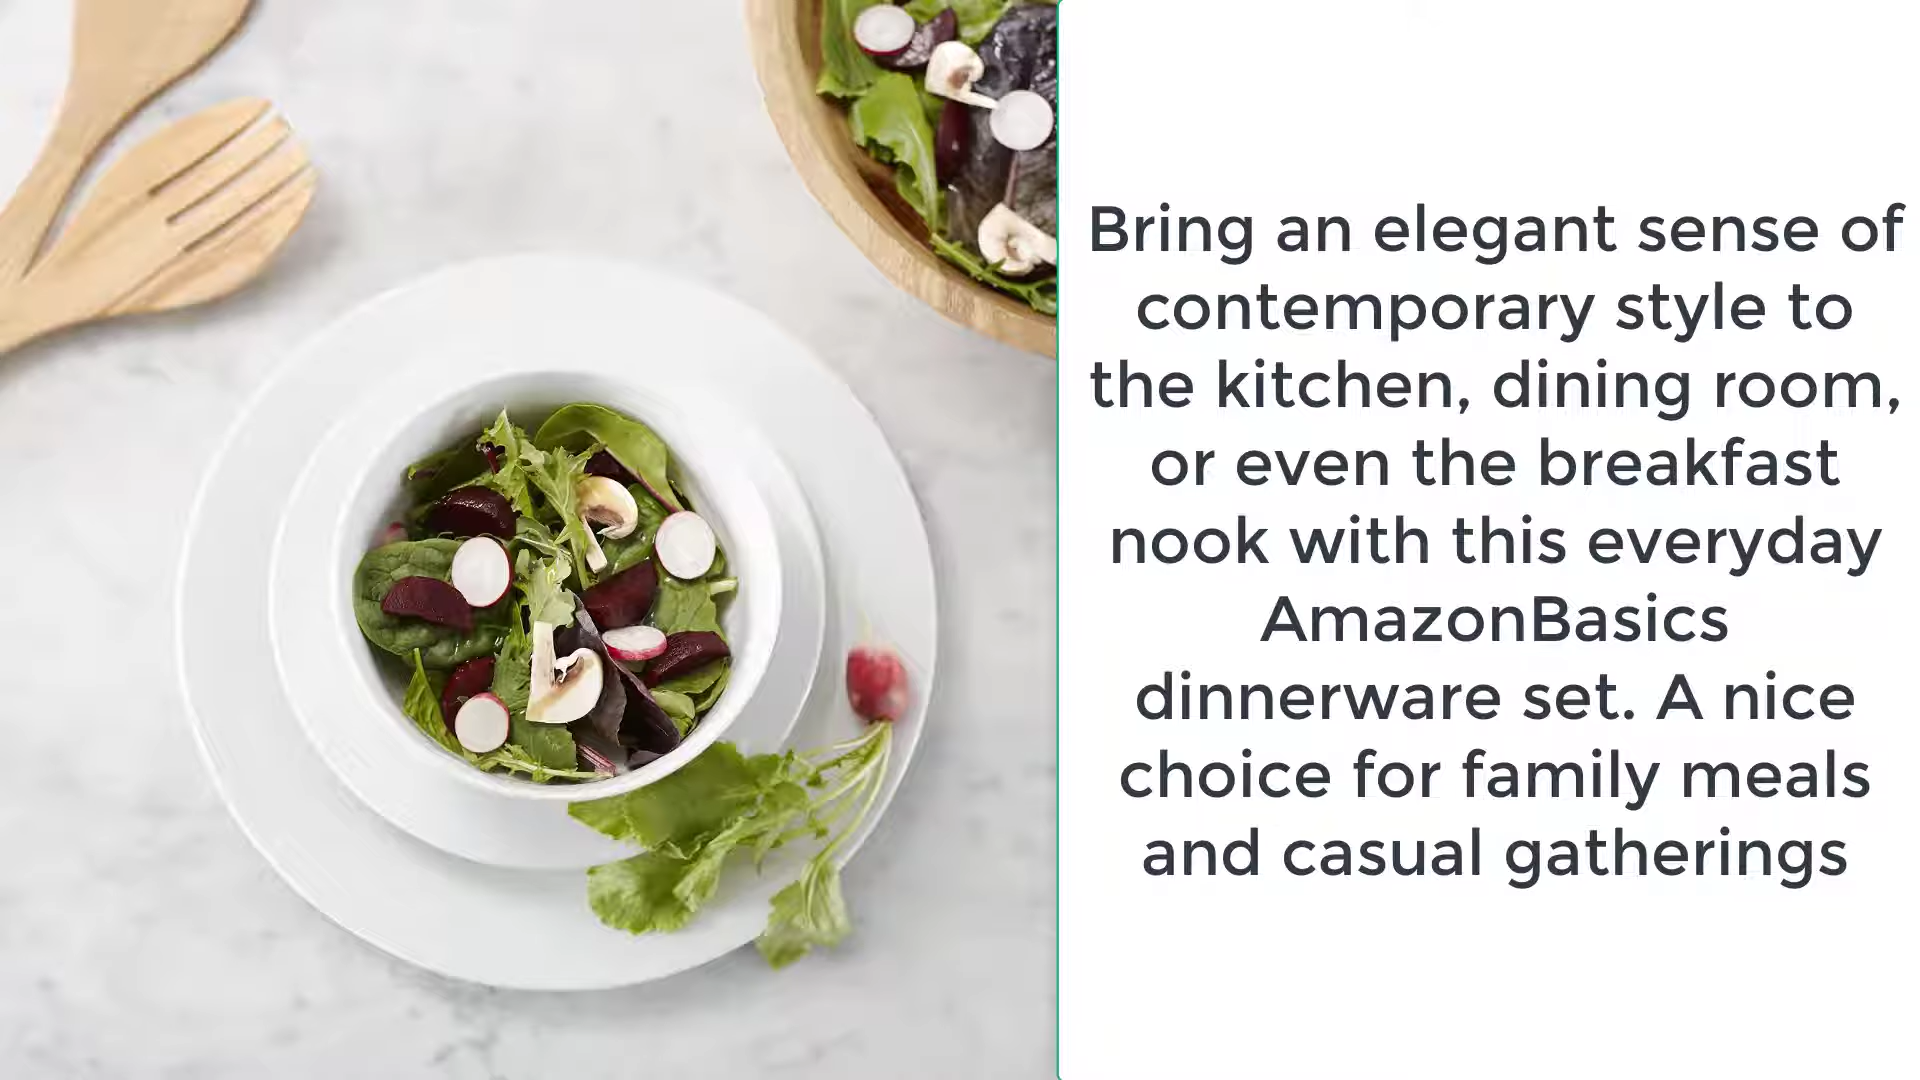 Bring an elegant sense of
contemporary style to
the kitchen, dining room,
or even the breakfast
nook with this everyday
AmazonBasics
dinnerware set. A nice
choice for family meals
and casual gatherings